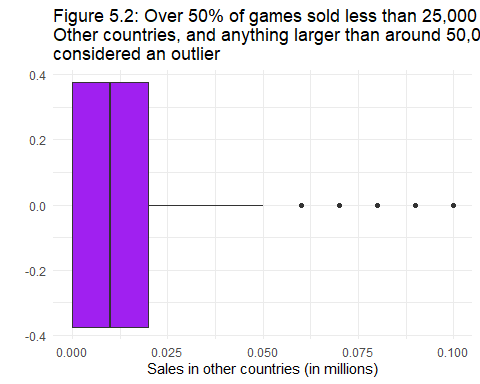 Figure 5.2: Over 50% of games sold less than 25,000
Other countries, and anything larger than around 50,0
considered an outlier
0.4
0.2
0.0
-0.2
-0.4
0.000 0.025 0.050 0.075 0.100
Sales in other countries (in millions)